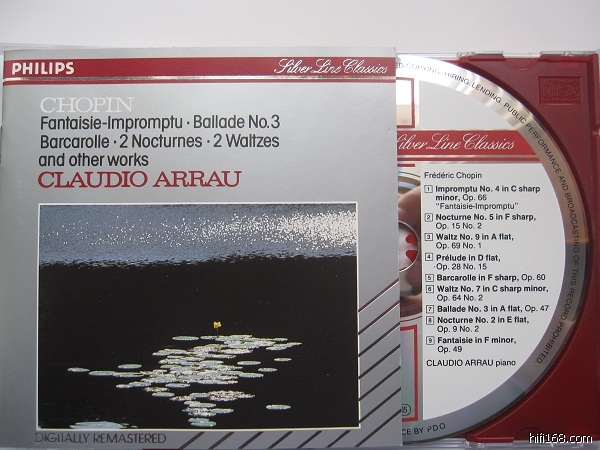 PHILIPS
Silver Line Classics
CHOPIN
Fantaisie-Impromptu · Ballade No.3
Barcarolle · 2 Nocturnes · 2 Waltzes
and other works
CLAUDIO ARRAU
DIGITALLY REMASTERED
COPYING, HIRING, LENDING, PUBLIC PERFORMANCE AND BROADCASTING OF THIS RECORD PROHIBITED
Silver Line Classics
Frédéric Chopin
1 Impromptu No. 4 in C sharp
minor, Op. 66
"Fantaisie-Impromptu"
2 Nocturne No. 5 in F sharp,
Op. 15 No. 2
3 Waltz No. 9 in A flat,
Op. 69 No. 1
4 Prélude in D flat,
Op. 28 No. 15
5 Barcarolle in F sharp, Op. 60
6 Waltz No. 7 in C sharp minor,
Op. 64 No. 2
7 Ballade No. 3 in A flat, Op. 47
8 Nocturne No. 2 in E flat,
Op. 9 No. 2
9 Fantaisie in F minor,
Op. 49
CLAUDIO ARRAU piano
CE BY PDO
hifi168.com